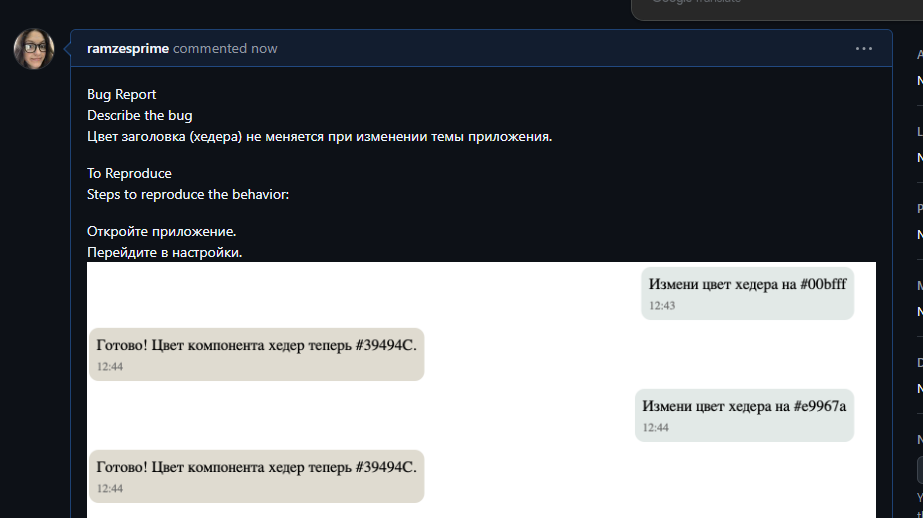 Google Translate
ramzesprime commented now
Bug Report
Describe the bug
Цвет заголовка (хедера) не меняется при изменении темы приложения.
To Reproduce
Steps to reproduce the behavior:
Откройте приложение.
Перейдите в настройки.
Измени цвет хедера на #00bfff
12:43
Готово! Цвет компонента хедер теперь #39494C.
12:44
Измени цвет хедера на #e9967a
12:44
Готово! Цвет компонента хедер теперь #39494C.
12:44